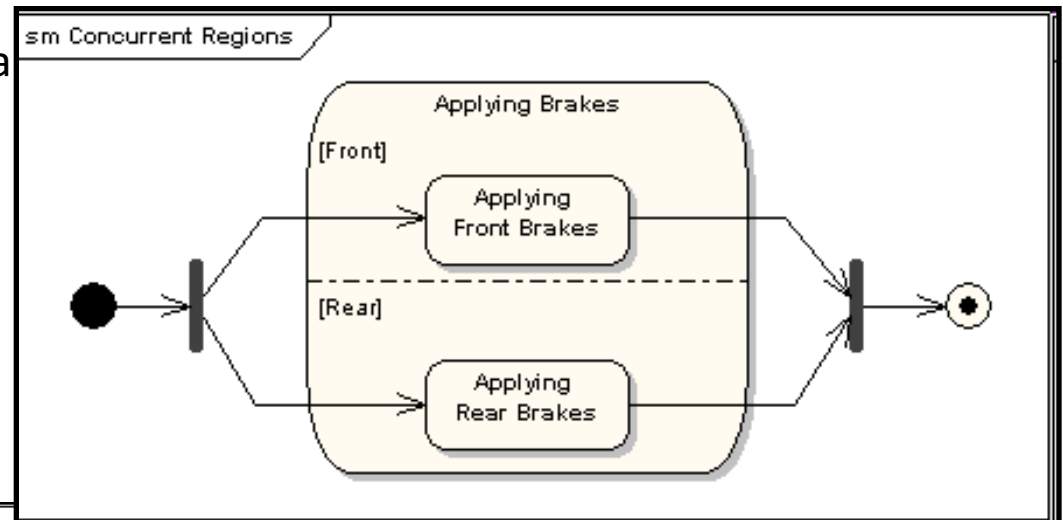 a
sm Concurrent Regions
Applying Brakes
[Front]
Applying
Front Brakes
[Rear]
Applying
Rear Brakes